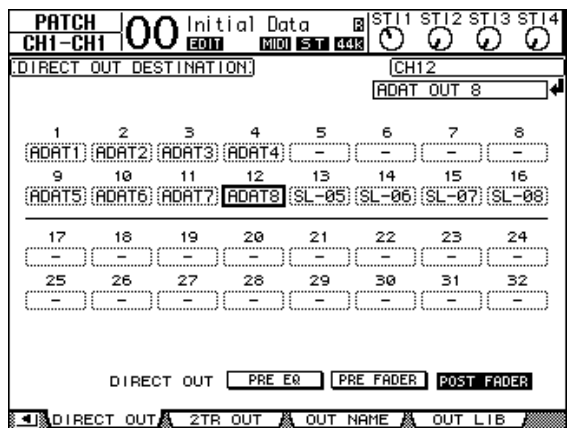 PATCH
CH1-CH1
00
Initial Data
EDIT
MIDI ST 44K
STI1 STI2 STI3 STI4
DIRECT OUT DESTINATION
CH12
ADAT OUT 8
1 2 3 4 5 6 7 8
ADAT1 ADAT2 ADAT3 ADAT4 - - - -
9 10 11 12 13 14 15 16
ADAT5 ADAT6 ADAT7 ADAT8 SL-05 SL-06 SL-07 SL-08
17 18 19 20 21 22 23 24
- - - - - - - -
25 26 27 28 29 30 31 32
- - - - - - - -
DIRECT OUT PRE EQ PRE FADER POST FADER
DIRECT OUT 2TR OUT OUT NAME OUT LIB